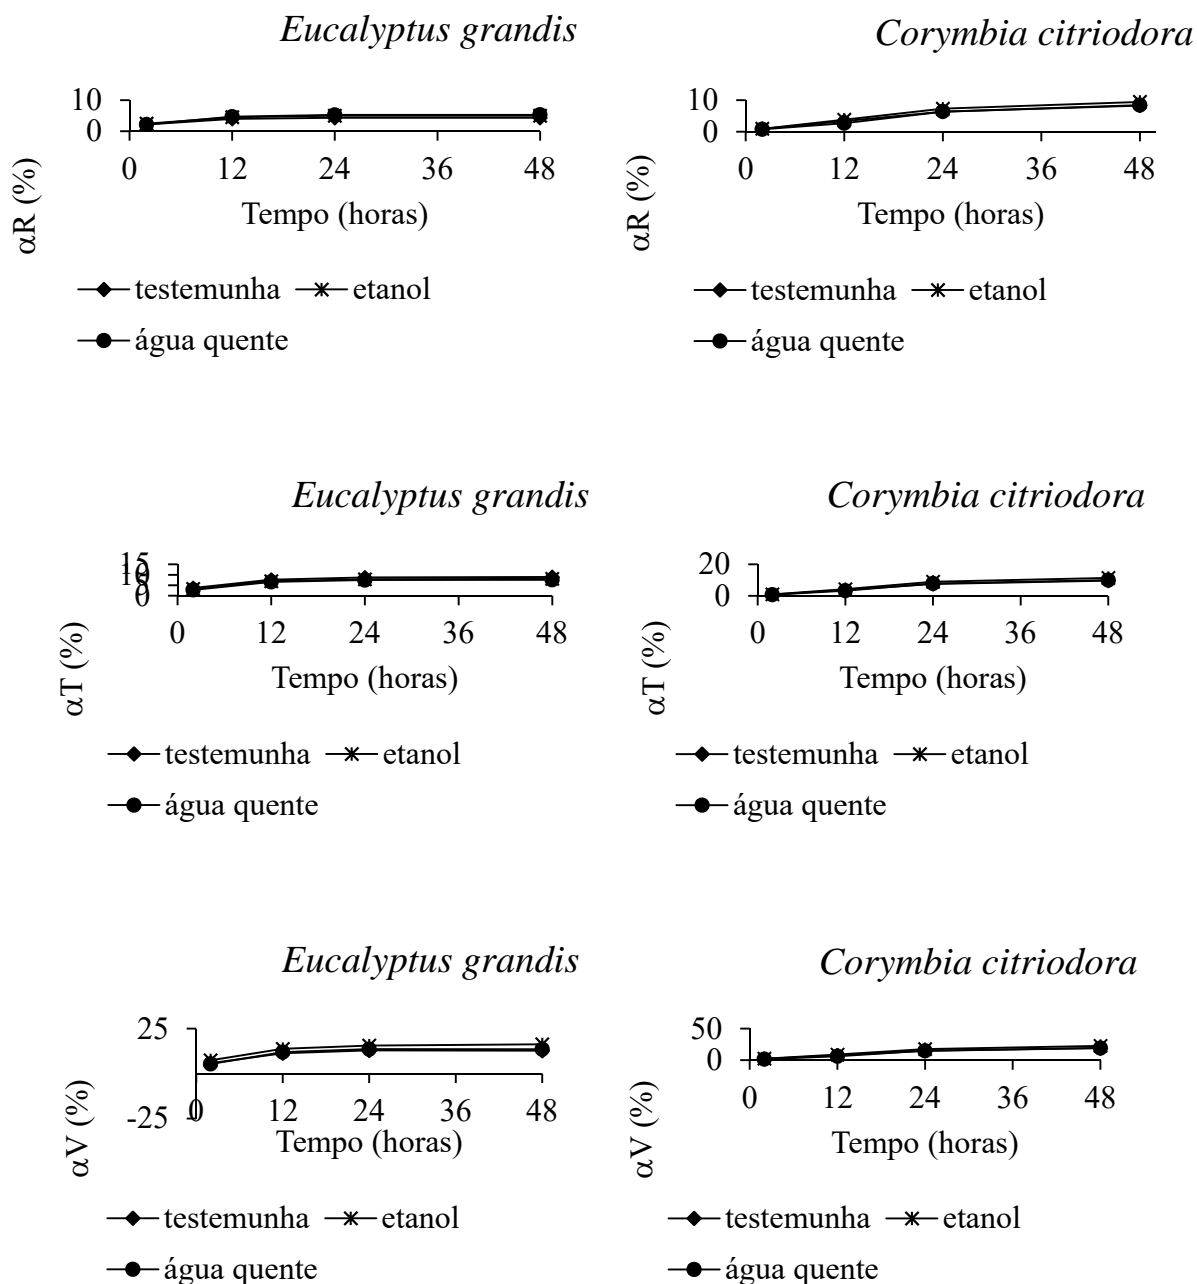 Eucalyptus grandis
10
0
0 12 24 36 48
αR (%)
Tempo (horas)
testemunha etanol
água quente
Corymbia citriodora
10
0
0 12 24 36 48
αR (%)
Tempo (horas)
testemunha etanol
água quente
Eucalyptus grandis
15
10
5
0
0 12 24 36 48
αT (%)
Tempo (horas)
testemunha etanol
água quente
Corymbia citriodora
20
0
0 12 24 36 48
αT (%)
Tempo (horas)
testemunha etanol
água quente
Eucalyptus grandis
25
-25
0 12 24 36 48
αV (%)
Tempo (horas)
testemunha etanol
água quente
Corymbia citriodora
50
0
0 12 24 36 48
αV (%)
Tempo (horas)
testemunha etanol
água quente